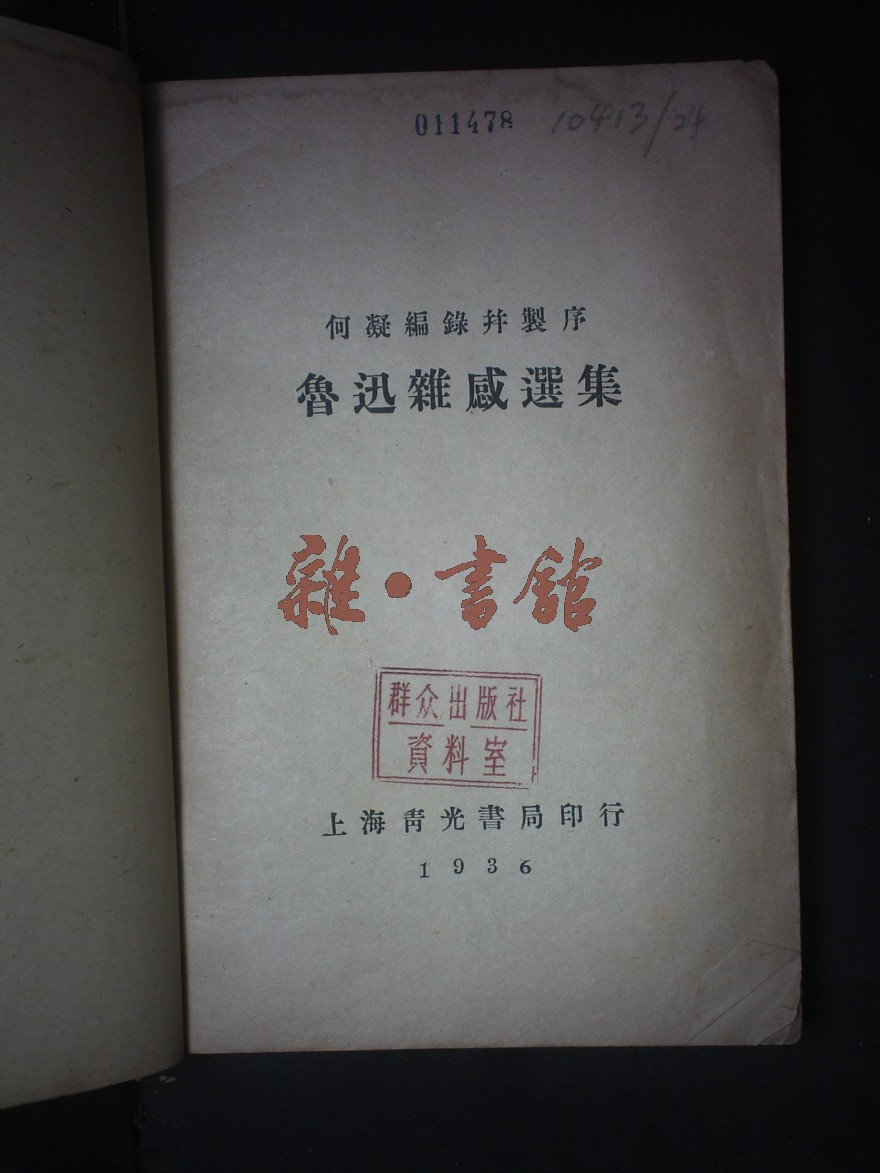 011478 10413/24
何凝編錄幷製序
魯迅雜感選集
雜·書館
群众出版社
資料室
上海青光書局印行
1936